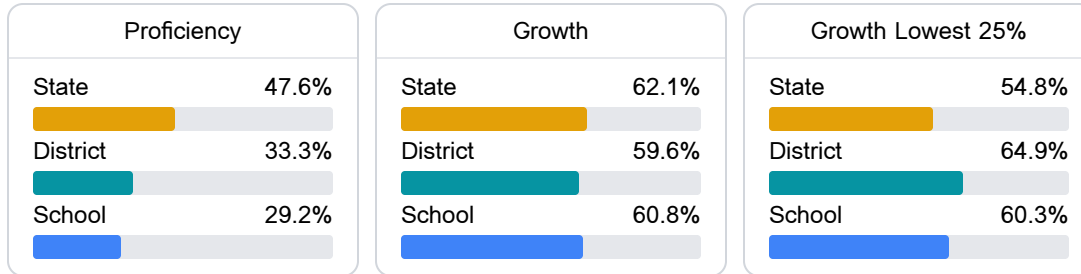 Proficiency
State 47.6%
District 33.3%
School 29.2%
Growth
State 62.1%
District 59.6%
School 60.8%
Growth Lowest 25%
State 54.8%
District 64.9%
School 60.3%